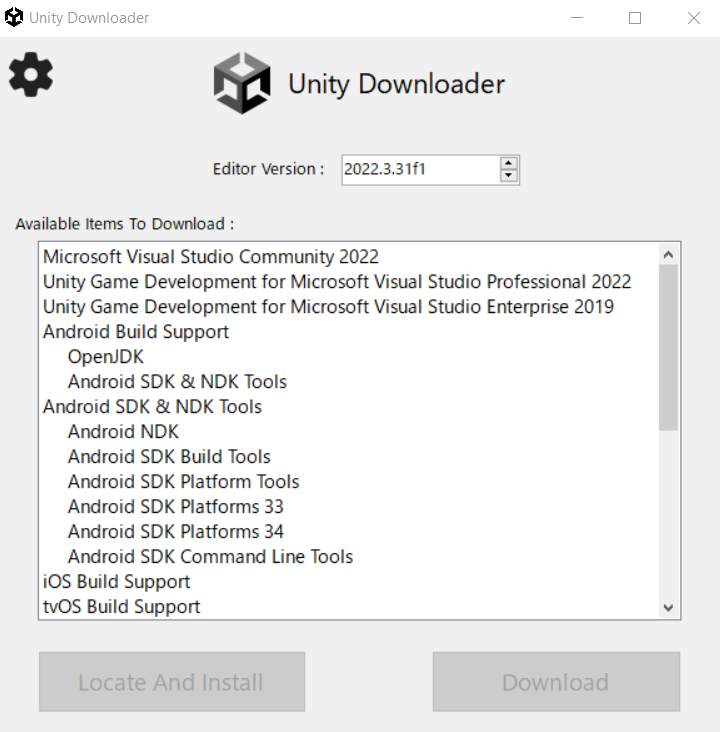 Unity Downloader
Unity Downloader
Editor Version :
2022.3.31f1
Available Items To Download :
Microsoft Visual Studio Community 2022
Unity Game Development for Microsoft Visual Studio Professional 2022
Unity Game Development for Microsoft Visual Studio Enterprise 2019
Android Build Support
OpenJDK
Android SDK & NDK Tools
Android SDK & NDK Tools
Android NDK
Android SDK Build Tools
Android SDK Platform Tools
Android SDK Platforms 33
Android SDK Platforms 34
Android SDK Command Line Tools
iOS Build Support
tvOS Build Support
Locate And Install
Download